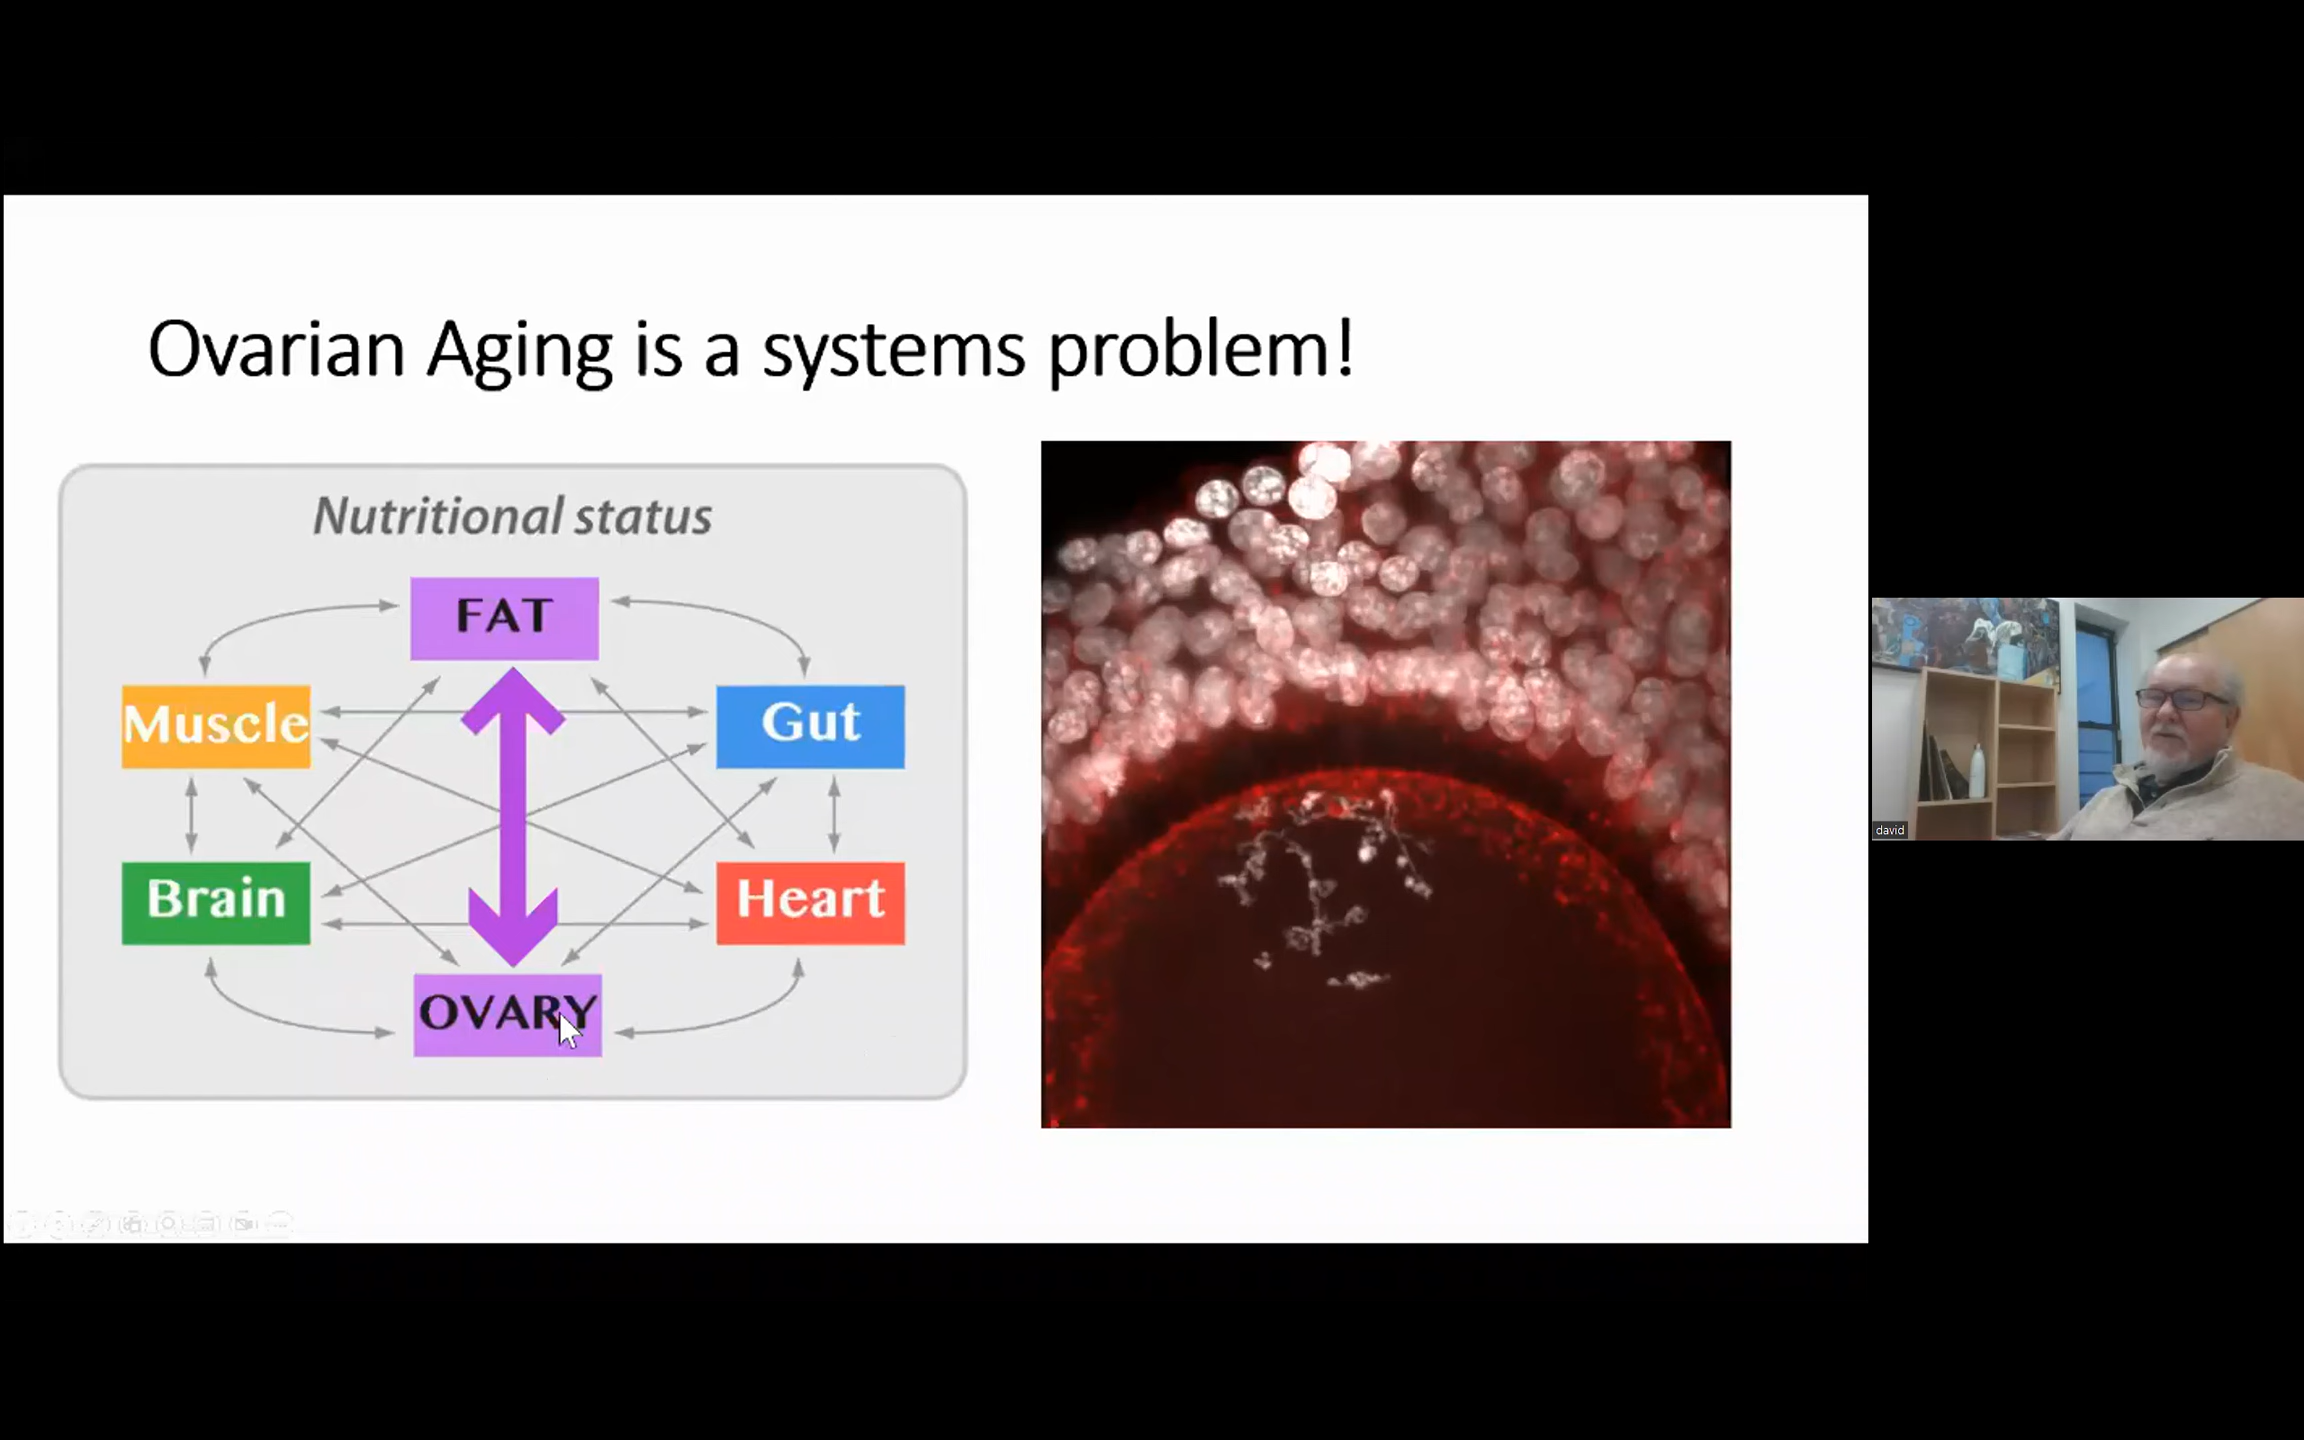 Ovarian Aging is a systems problem!
Nutritional status
FAT
Muscle
Gut
Brain
Heart
OVARY
david